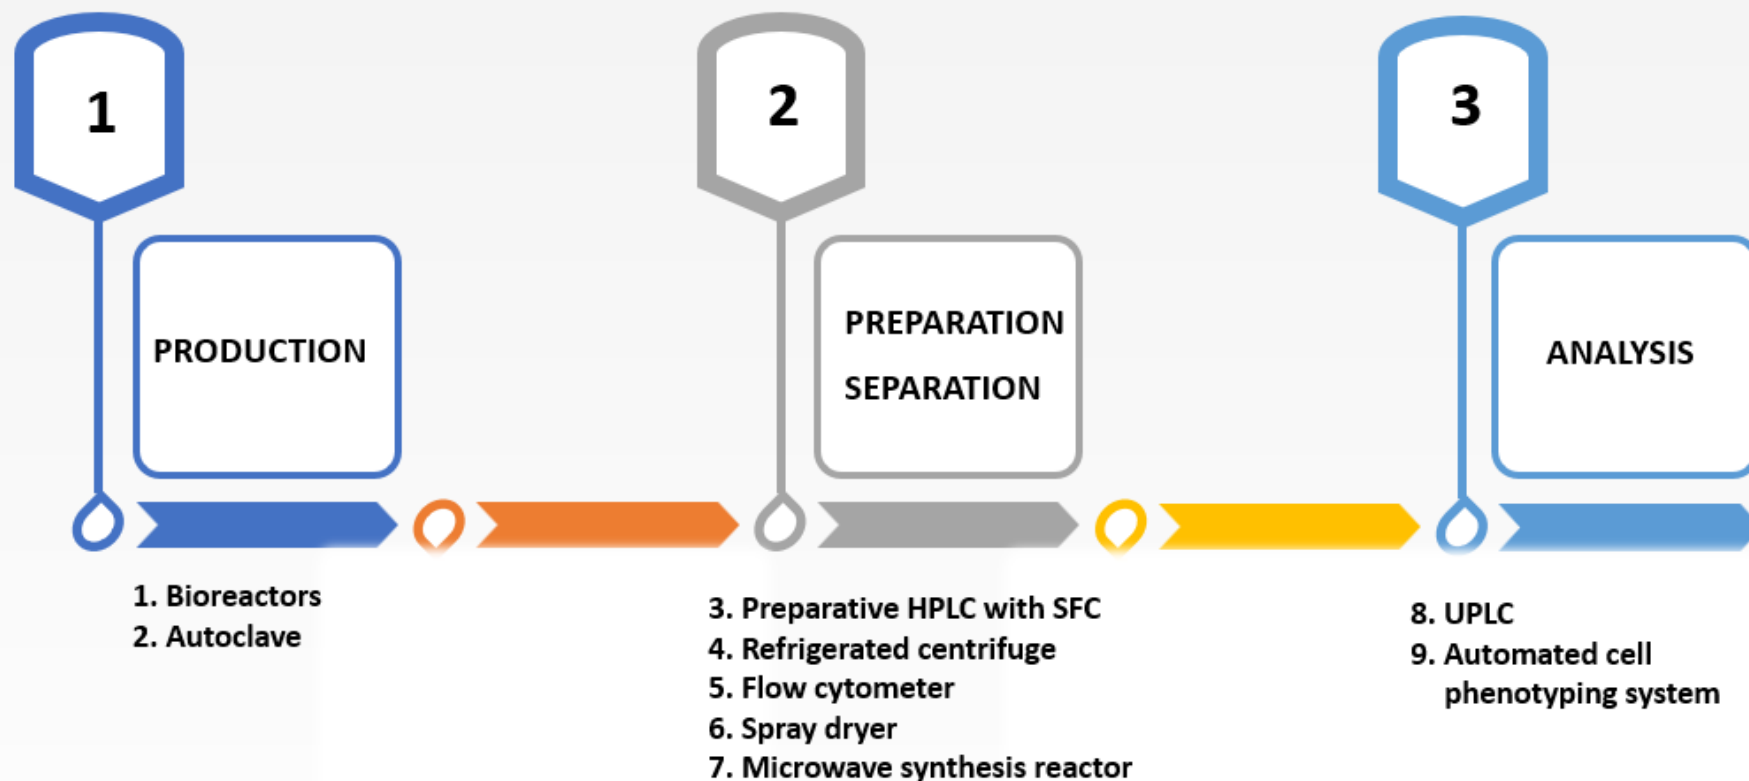 1
2
3
PRODUCTION
PREPARATION
SEPARATION
ANALYSIS
1. Bioreactors
2. Autoclave
3. Preparative HPLC with SFC
4. Refrigerated centrifuge
5. Flow cytometer
6. Spray dryer
7. Microwave synthesis reactor
8. UPLC
9. Automated cell
phenotyping system